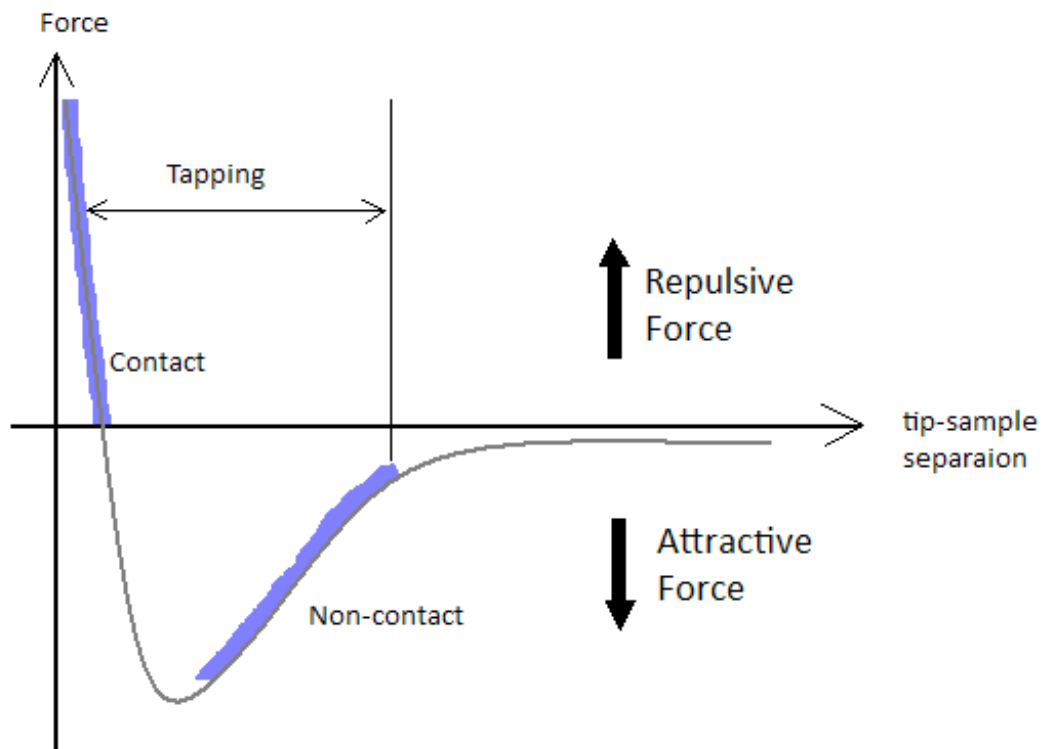 Force
Tapping
Repulsive
Force
Contact
tip-sample
separaion
Attractive
Force
Non-contact